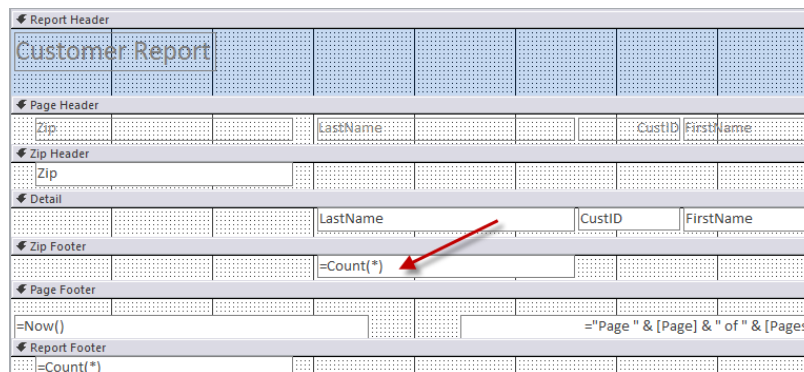 Report Header
Customer Report
Page Header
Zip LastName CustID FirstName
Zip Header
Zip
Detail
LastName CustID FirstName
Zip Footer
=Count(*)
Page Footer
=Now() ="Page " & [Page] & " of " & [Pages
Report Footer
=Count(*)